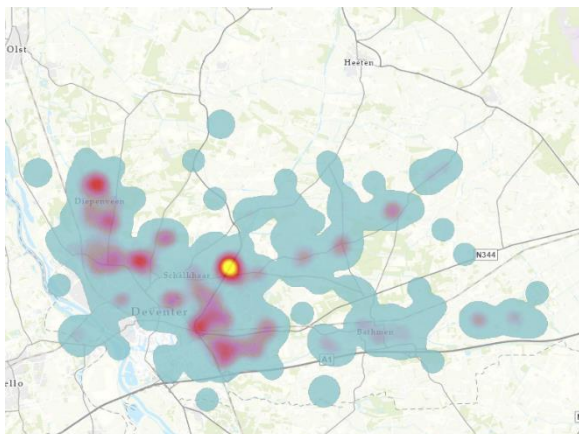 Olst
Heeten
Diepenveen
Schalkhaar
N344
Deventer
Bathmen
A1
ello